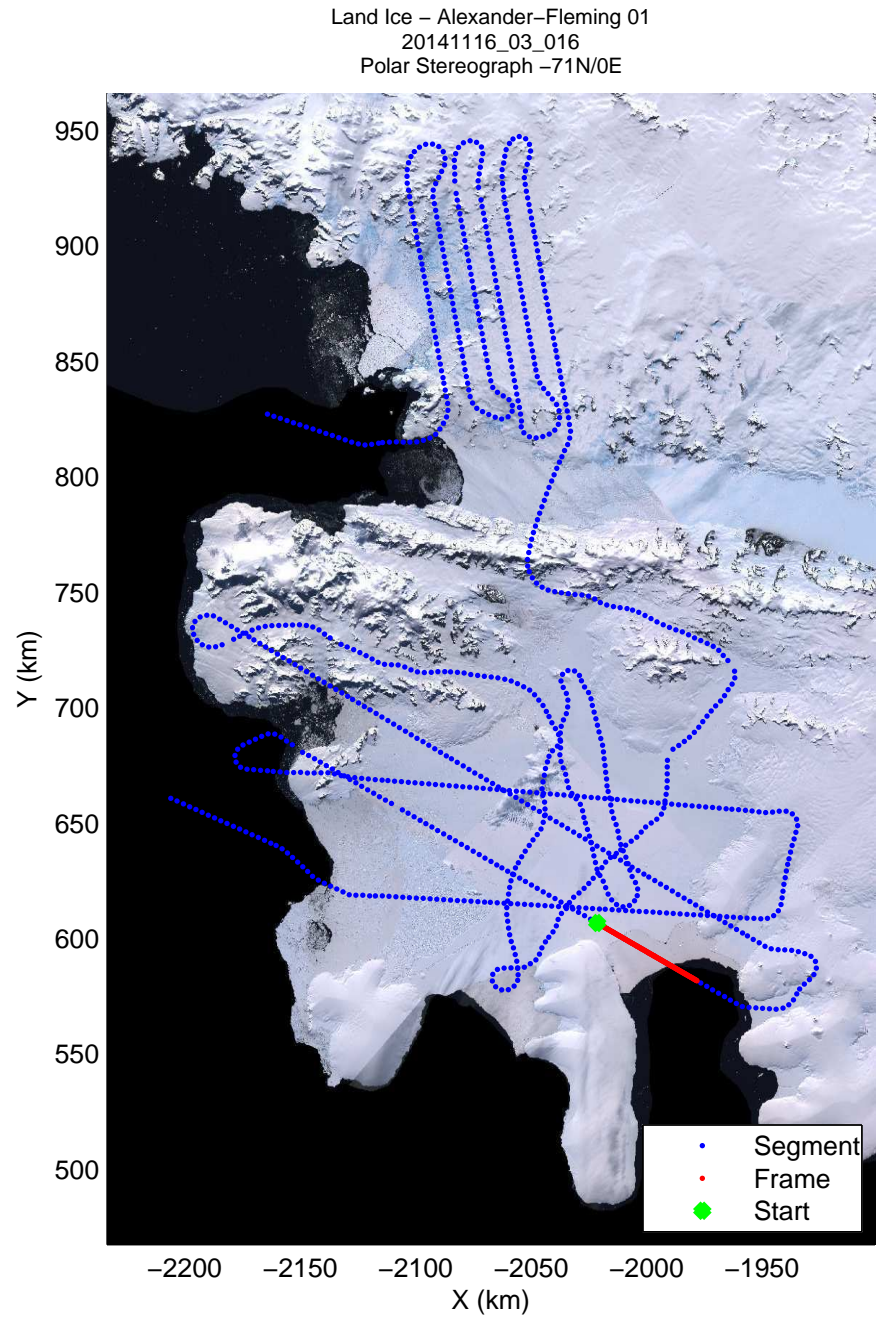 Land Ice − Alexander−Fleming 01
20141116_03_016
Polar Stereograph −71N/0E
950
900
850
800
750
700
650
600
550
500
Y (km)
Segment
Frame
Start
−2200 −2150 −2100 −2050 −2000 −1950
X (km)